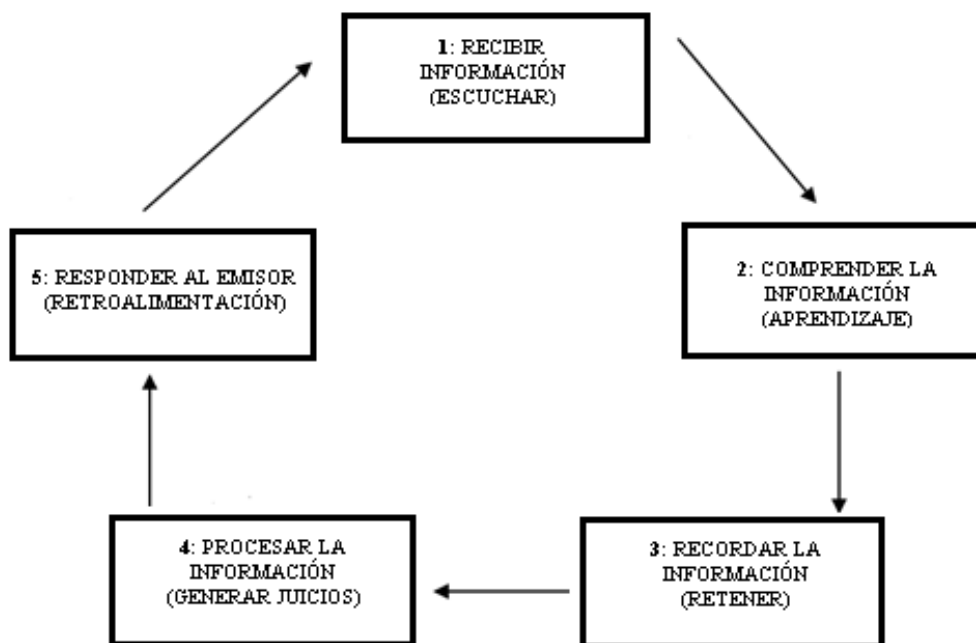 1: RECIBIR
INFORMACIÓN
(ESCUCHAR)
2: COMPRENDER LA
INFORMACIÓN
(APRENDIZAJE)
3: RECORDAR LA
INFORMACIÓN
(RETENER)
4: PROCESAR LA
INFORMACIÓN
(GENERAR JUICIOS)
5: RESPONDER AL EMISOR
(RETROALIMENTACIÓN)